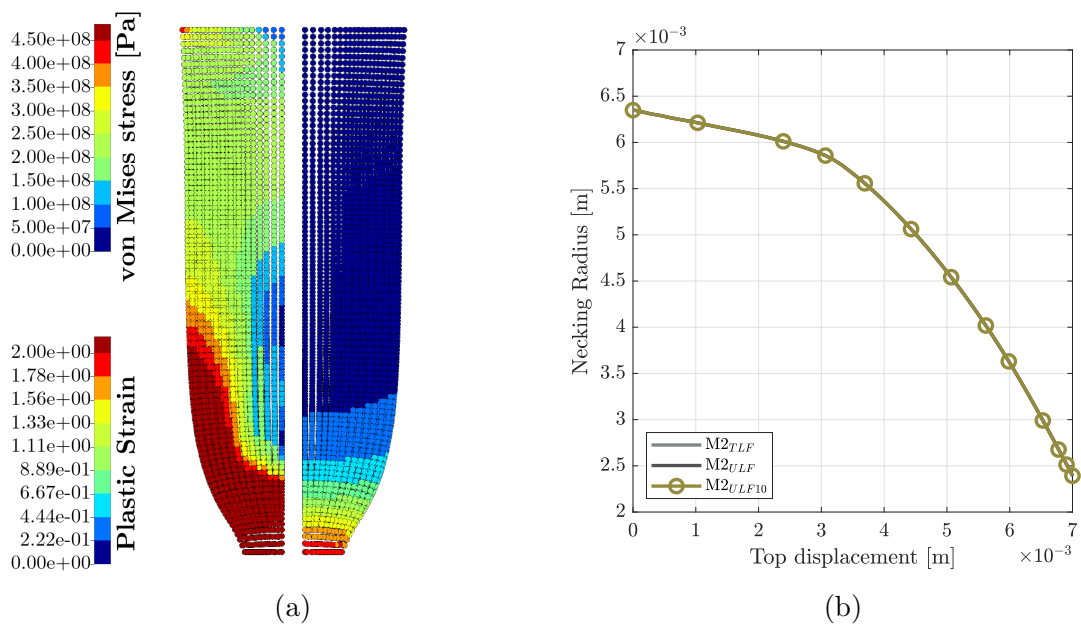 4.50e+08
4.00e+08
3.50e+08
3.00e+08
2.50e+08
2.00e+08
1.50e+08
1.00e+08
5.00e+07
0.00e+00
von Mises stress [Pa]
2.00e+00
1.78e+00
1.56e+00
1.33e+00
1.11e+00
8.89e-01
6.67e-01
4.44e-01
2.22e-01
0.00e+00
Plastic Strain
(a)
×10⁻³
7
6.5
6
5.5
5
4.5
4
3.5
3
2.5
2
Necking Radius [m]
M2_TLF
M2_ULF
M2_ULF10
0 1 2 3 4 5 6 7
Top displacement [m]
×10⁻³
(b)